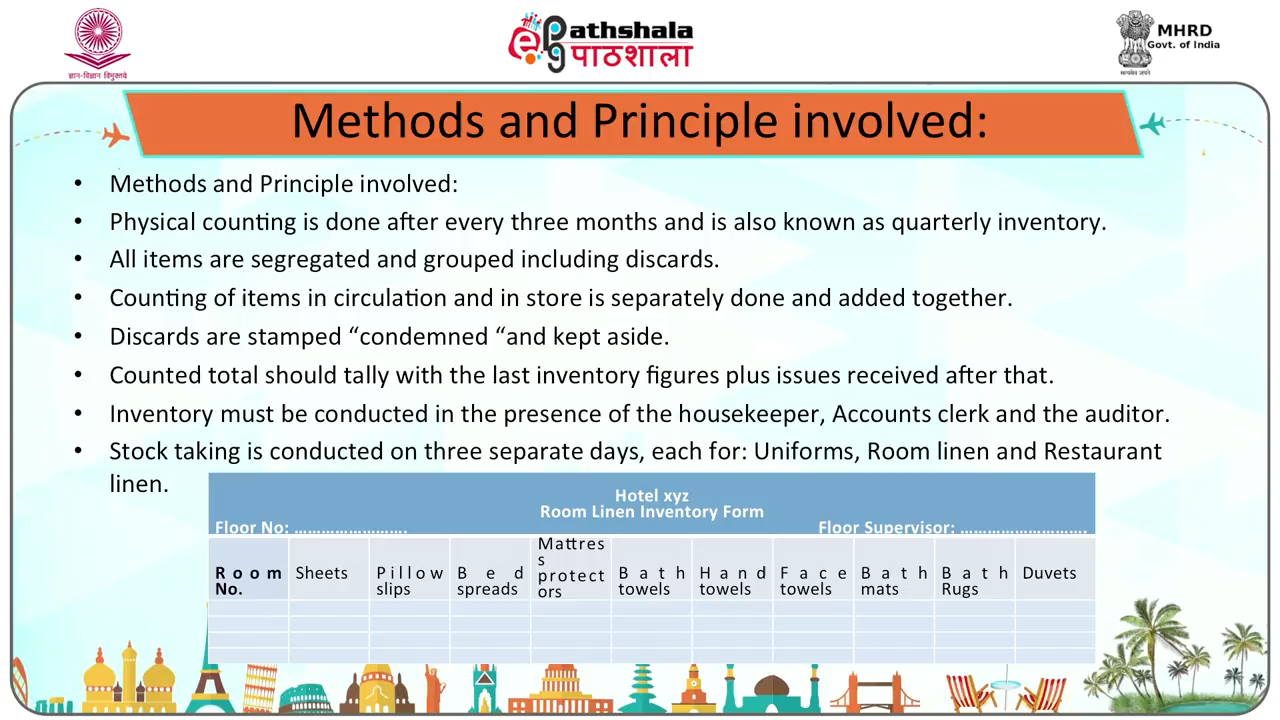 ज्ञान-विज्ञान विमुक्तये
Pathshala
पाठशाला
MHRD
Govt. of India
सत्यमेव जयते
Methods and Principle involved:
• Methods and Principle involved:
• Physical counting is done after every three months and is also known as quarterly inventory.
• All items are segregated and grouped including discards.
• Counting of items in circulation and in store is separately done and added together.
• Discards are stamped “condemned “and kept aside.
• Counted total should tally with the last inventory figures plus issues received after that.
• Inventory must be conducted in the presence of the housekeeper, Accounts clerk and the auditor.
• Stock taking is conducted on three separate days, each for: Uniforms, Room linen and Restaurant
linen.
Hotel xyz
Room Linen Inventory Form
Floor No: ........................ Floor Supervisor: ...........................
Room No. Sheets Pillow slips Bed spreads Mattress protectors Bath towels Hand towels Face towels Bath mats Bath Rugs Duvets